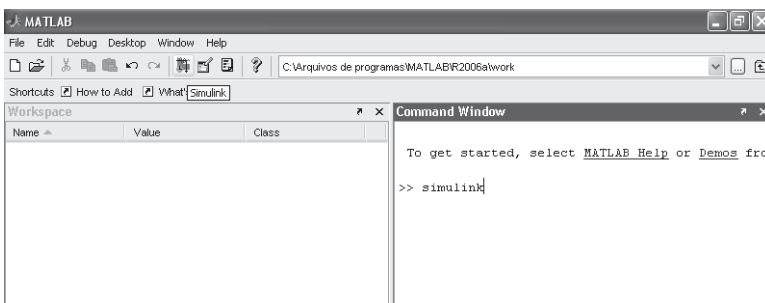 MATLAB
File Edit Debug Desktop Window Help
C:\Arquivos de programas\MATLAB\R2006a\work
Shortcuts How to Add What's Simulink
Workspace
Name Value Class
Command Window
To get started, select MATLAB Help or Demos fro
>> simulink